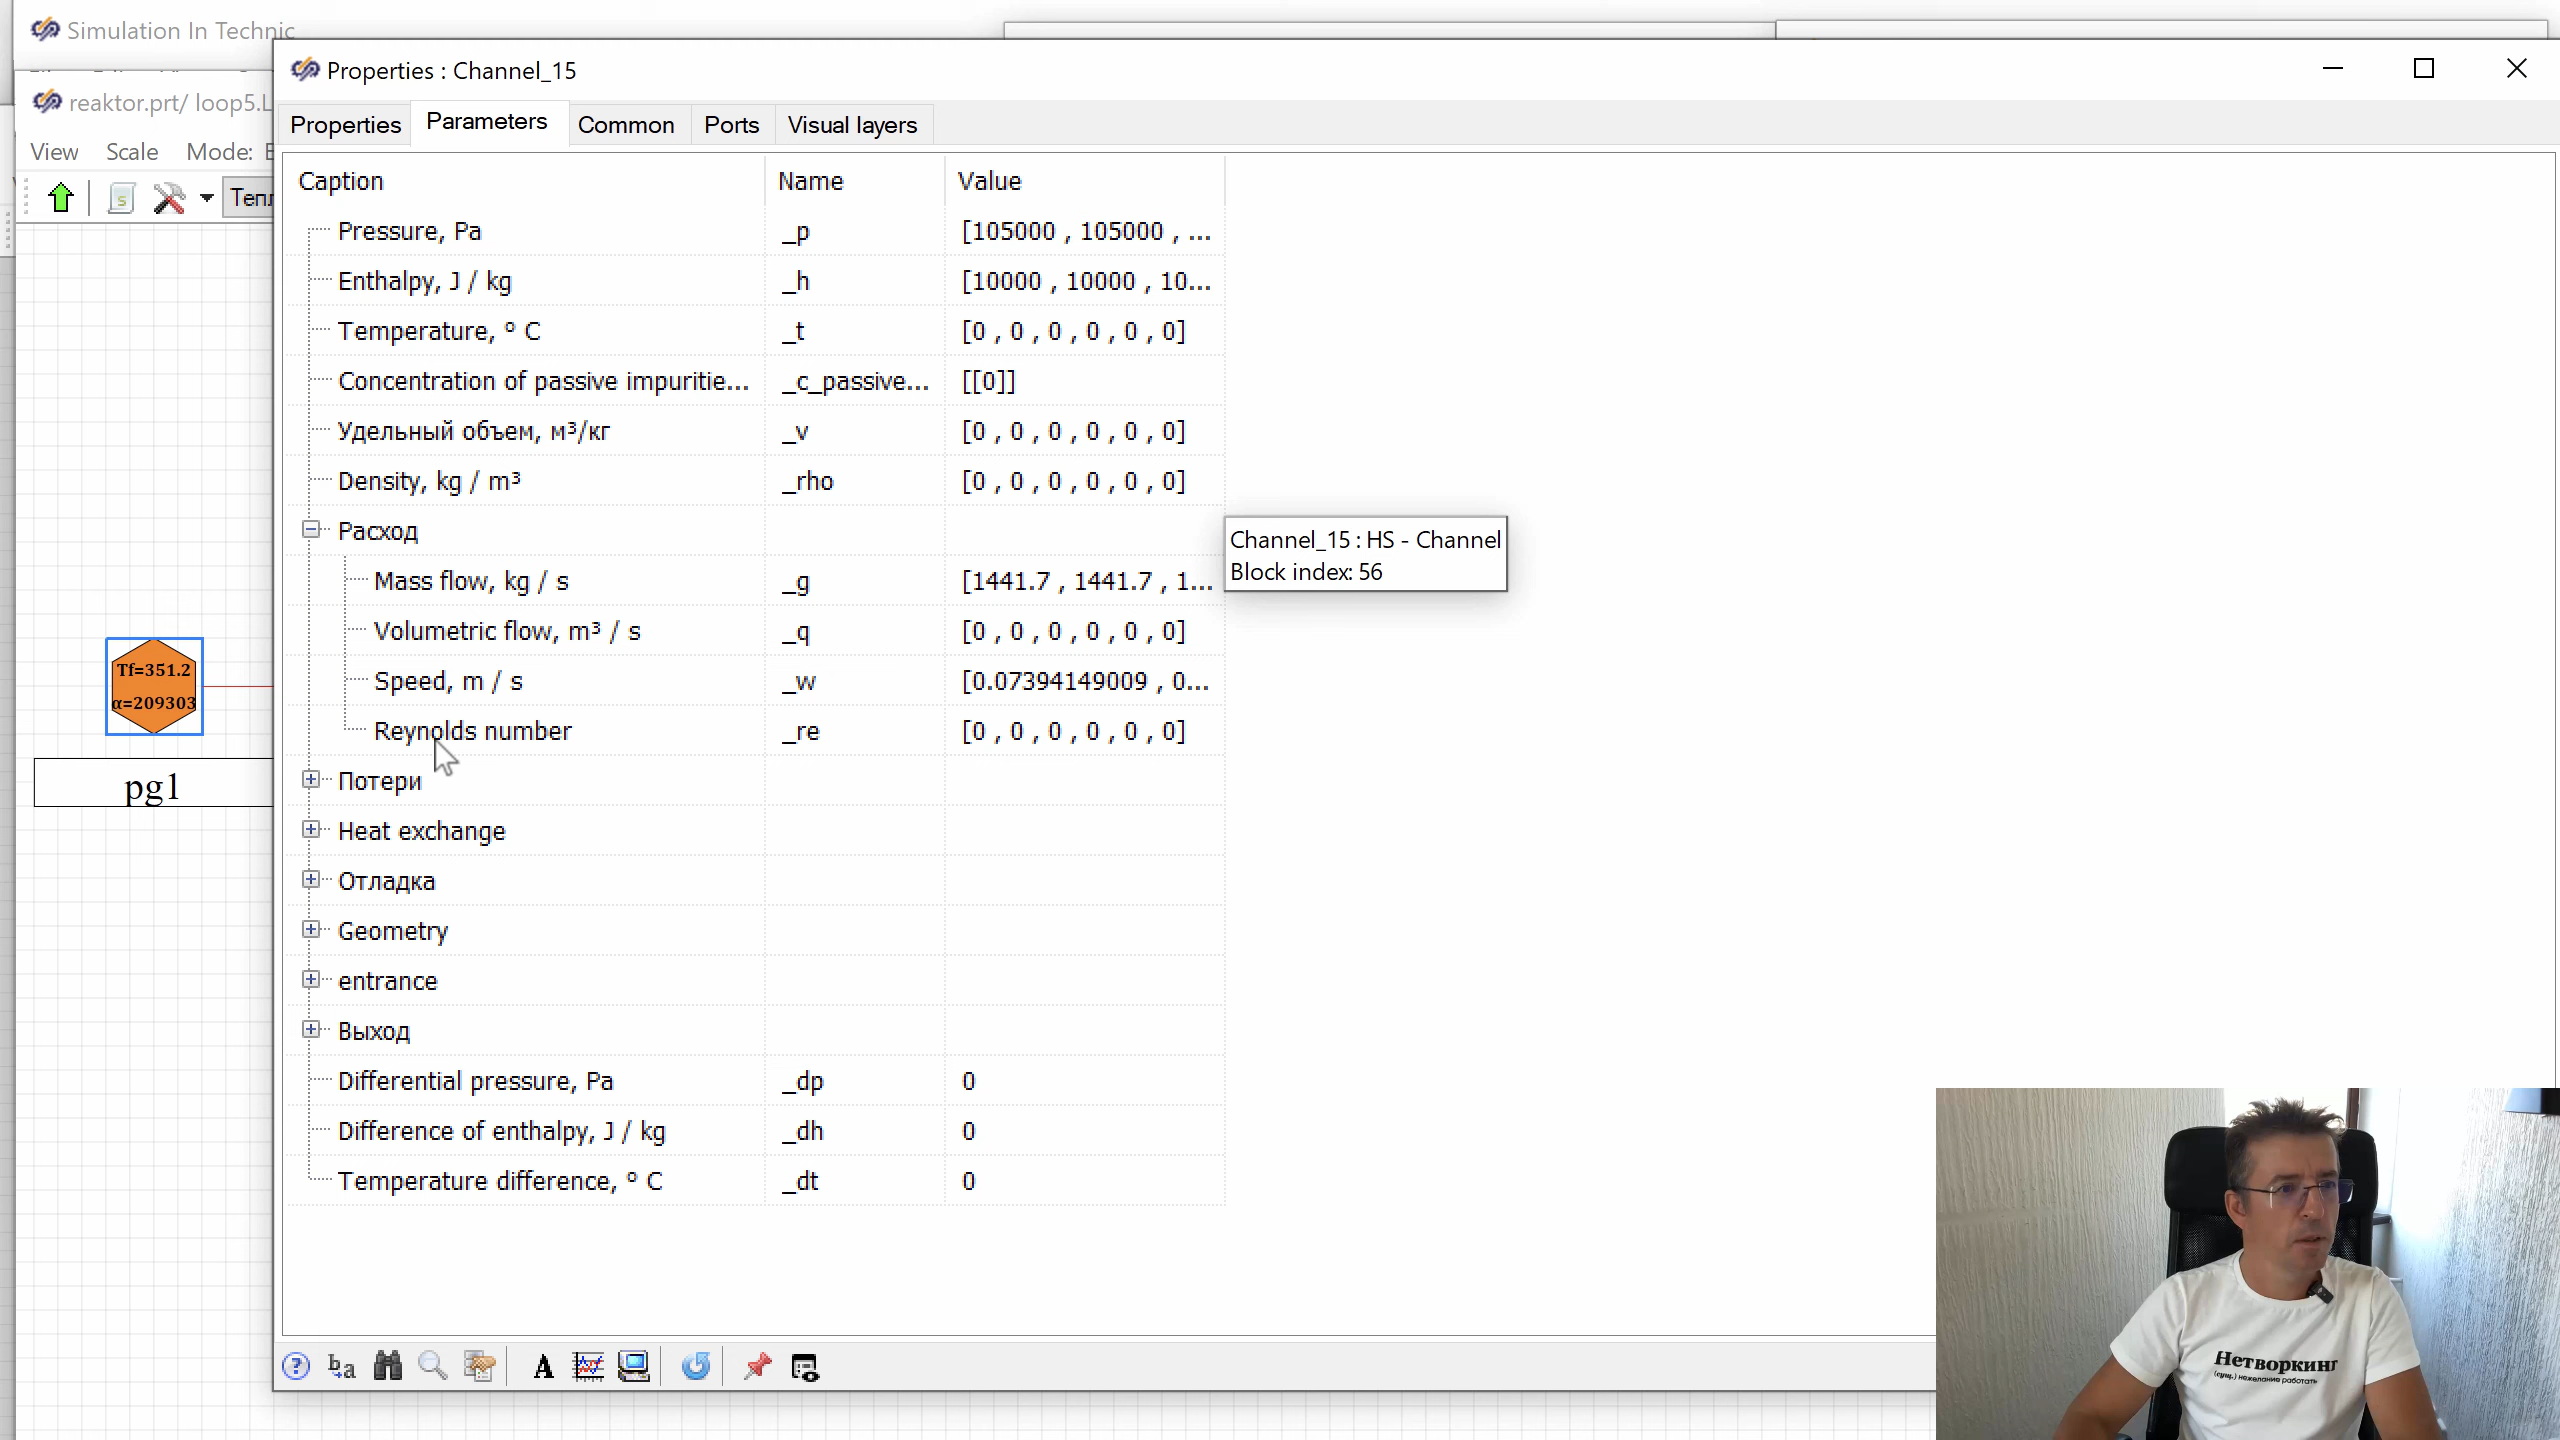 Simulation In Technic
Properties : Channel_15
reaktor.prt/ loop5.L
Properties
Parameters
Common
Ports
Visual layers
View Scale Mode:
Caption Name Value
Pressure, Pa _p [105000 , 105000 , ...
Enthalpy, J / kg _h [10000 , 10000 , 10...
Temperature, º C _t [0 , 0 , 0 , 0 , 0 , 0]
Concentration of passive impuritie... _c_passive... [[0]]
Удельный объем, м³/кг _v [0 , 0 , 0 , 0 , 0 , 0]
Density, kg / m³ _rho [0 , 0 , 0 , 0 , 0 , 0]
Расход
Channel_15 : HS - Channel
Block index: 56
Mass flow, kg / s _g [1441.7 , 1441.7 , 1...
Volumetric flow, m³ / s _q [0 , 0 , 0 , 0 , 0 , 0]
Speed, m / s _w [0.07394149009 , 0...
Reynolds number _re [0 , 0 , 0 , 0 , 0 , 0]
Tf=351.2
α=209303
pg1
Потери
Heat exchange
Отладка
Geometry
entrance
Выход
Differential pressure, Pa _dp 0
Difference of enthalpy, J / kg _dh 0
Temperature difference, º C _dt 0
Нетворкинг
(сущ.) нежелание работать